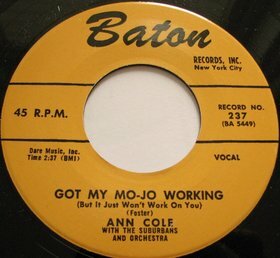 Baton
RECORDS, INC.
New York City
45 R.P.M.
RECORD NO.
237
(BA 5449)
Dare Music, Inc.
Time 2:37 (BMI)
VOCAL
GOT MY MO-JO WORKING
(But It Just Won't Work On You)
(Foster)
ANN COLE
WITH THE SUBURBANS
AND ORCHESTRA